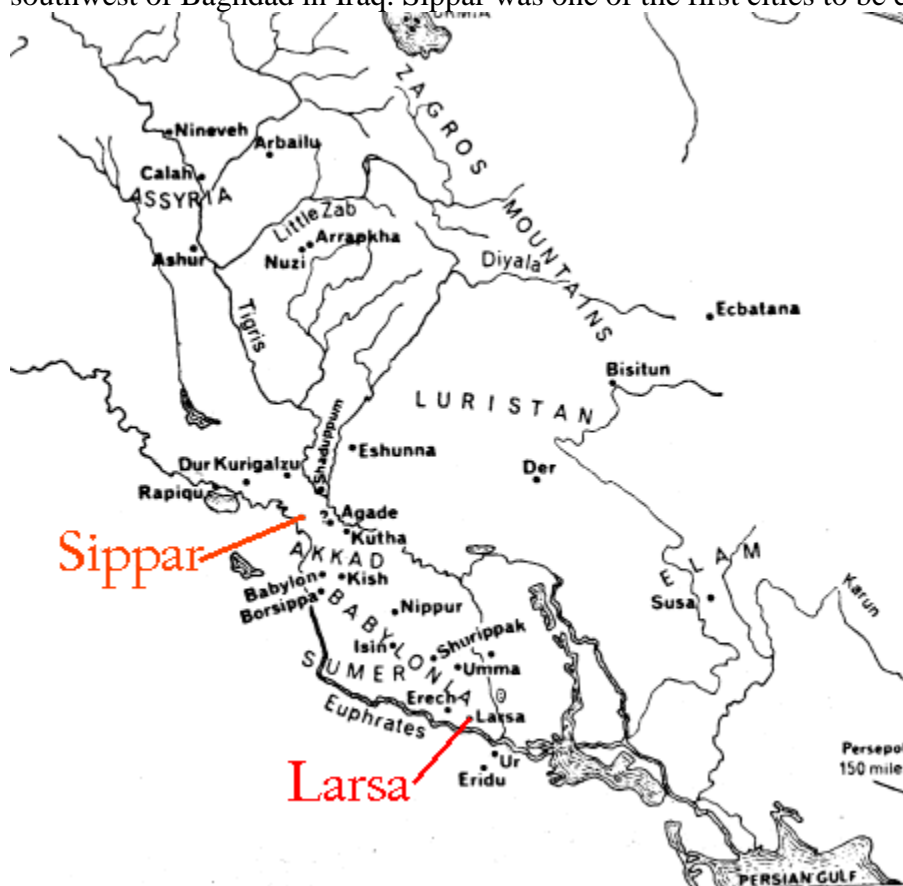 southwest of Baghdad in Iraq. Sippar was one of the first cities to be
URMIA
ZAGROS
MOUNTAINS
Nineveh
Arbailu
Calah
ASSYRIA
Little Zab
Arrapkha
Ashur
Nuzi
Diyala
Ecbatana
Tigris
Bisitun
LURISTAN
Shaduppum
Eshunna
Dur Kurigalzu
Der
Rapiqu
?
Agade
Sippar
Kutha
AKKAD
ELAM
Babylon
Kish
Karun
Borsippa
Susa
BABYLONIA
Nippur
Isin
Shurippak
SUMER
Umma
Erech
Euphrates
Larsa
Ur
Larsa
Eridu
Persepol
150 mile
PERSIAN GULF